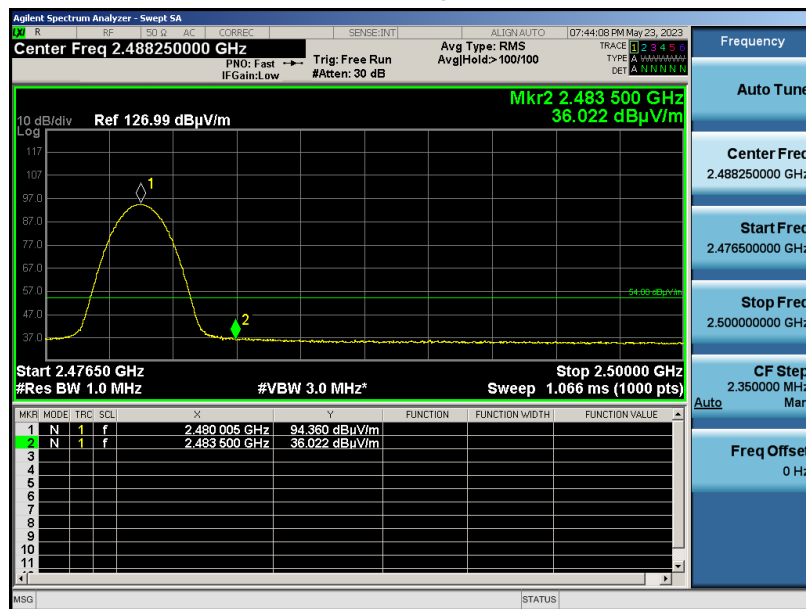 Agilent Spectrum Analyzer - Swept SA
LXI R RF 50 Ω AC CORREC SENSE:INT ALIGN AUTO 07:44:08 PM May 23, 2023
Center Freq 2.488250000 GHz
PNO: Fast
IFGain:Low
Trig: Free Run
#Atten: 30 dB
Avg Type: RMS
Avg|Hold:>100/100
TRACE 1 2 3 4 5 6
TYPE A WWWWW
DET A N N N N N
Mkr2 2.483 500 GHz
36.022 dBµV/m
10 dB/div Ref 126.99 dBµV/m
Log
117
107
97.0
87.0
77.0
67.0
57.0
47.0
37.0
1
2
54.00 dBµV/m
Start 2.47650 GHz Stop 2.50000 GHz
#Res BW 1.0 MHz #VBW 3.0 MHz* Sweep 1.066 ms (1000 pts)
MKR MODE TRC SCL X Y FUNCTION FUNCTION WIDTH FUNCTION VALUE
1 N 1 f 2.480 005 GHz 94.360 dBµV/m
2 N 1 f 2.483 500 GHz 36.022 dBµV/m
3
4
5
6
7
8
9
10
11
MSG STATUS
Frequency
Auto Tune
Center Freq
2.488250000 GHz
Start Freq
2.476500000 GHz
Stop Freq
2.500000000 GHz
CF Step
2.350000 MHz
Auto Man
Freq Offset
0 Hz